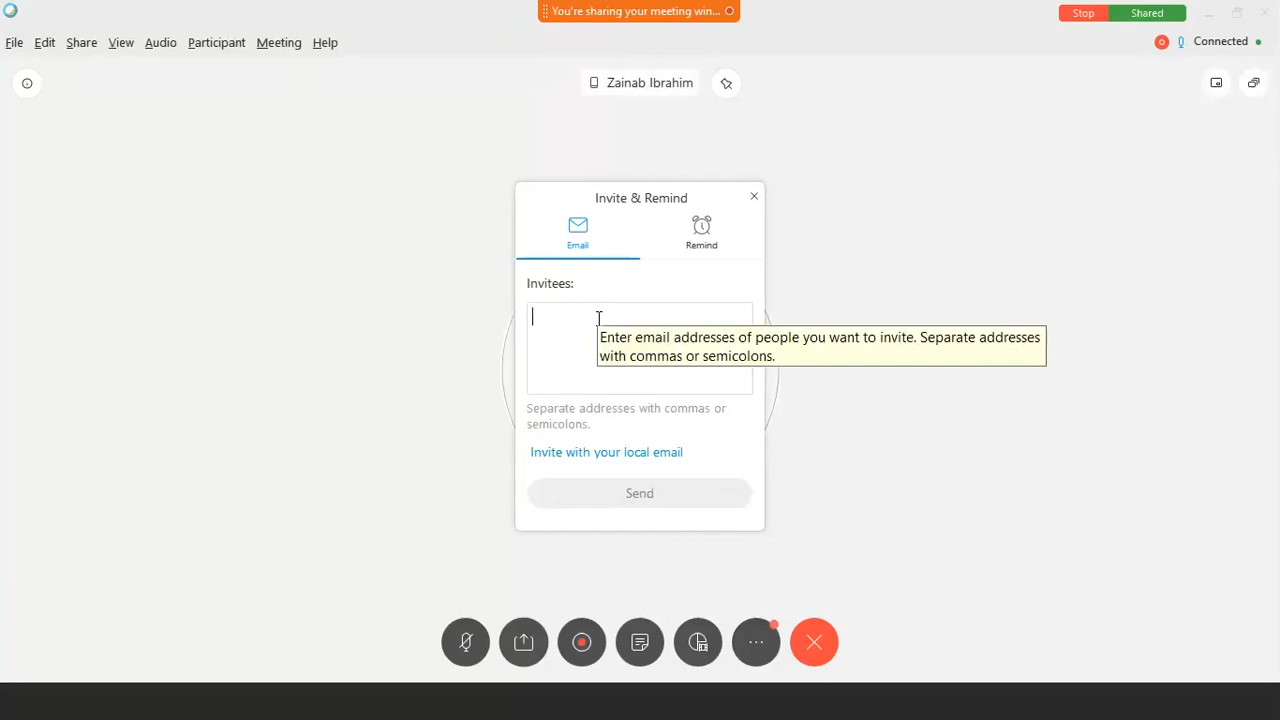 You're sharing your meeting win...
Stop Shared
File Edit Share View Audio Participant Meeting Help
Connected
Zainab Ibrahim
Invite & Remind
Email Remind
Invitees:
Enter email addresses of people you want to invite. Separate addresses
with commas or semicolons.
Separate addresses with commas or
semicolons.
Invite with your local email
Send